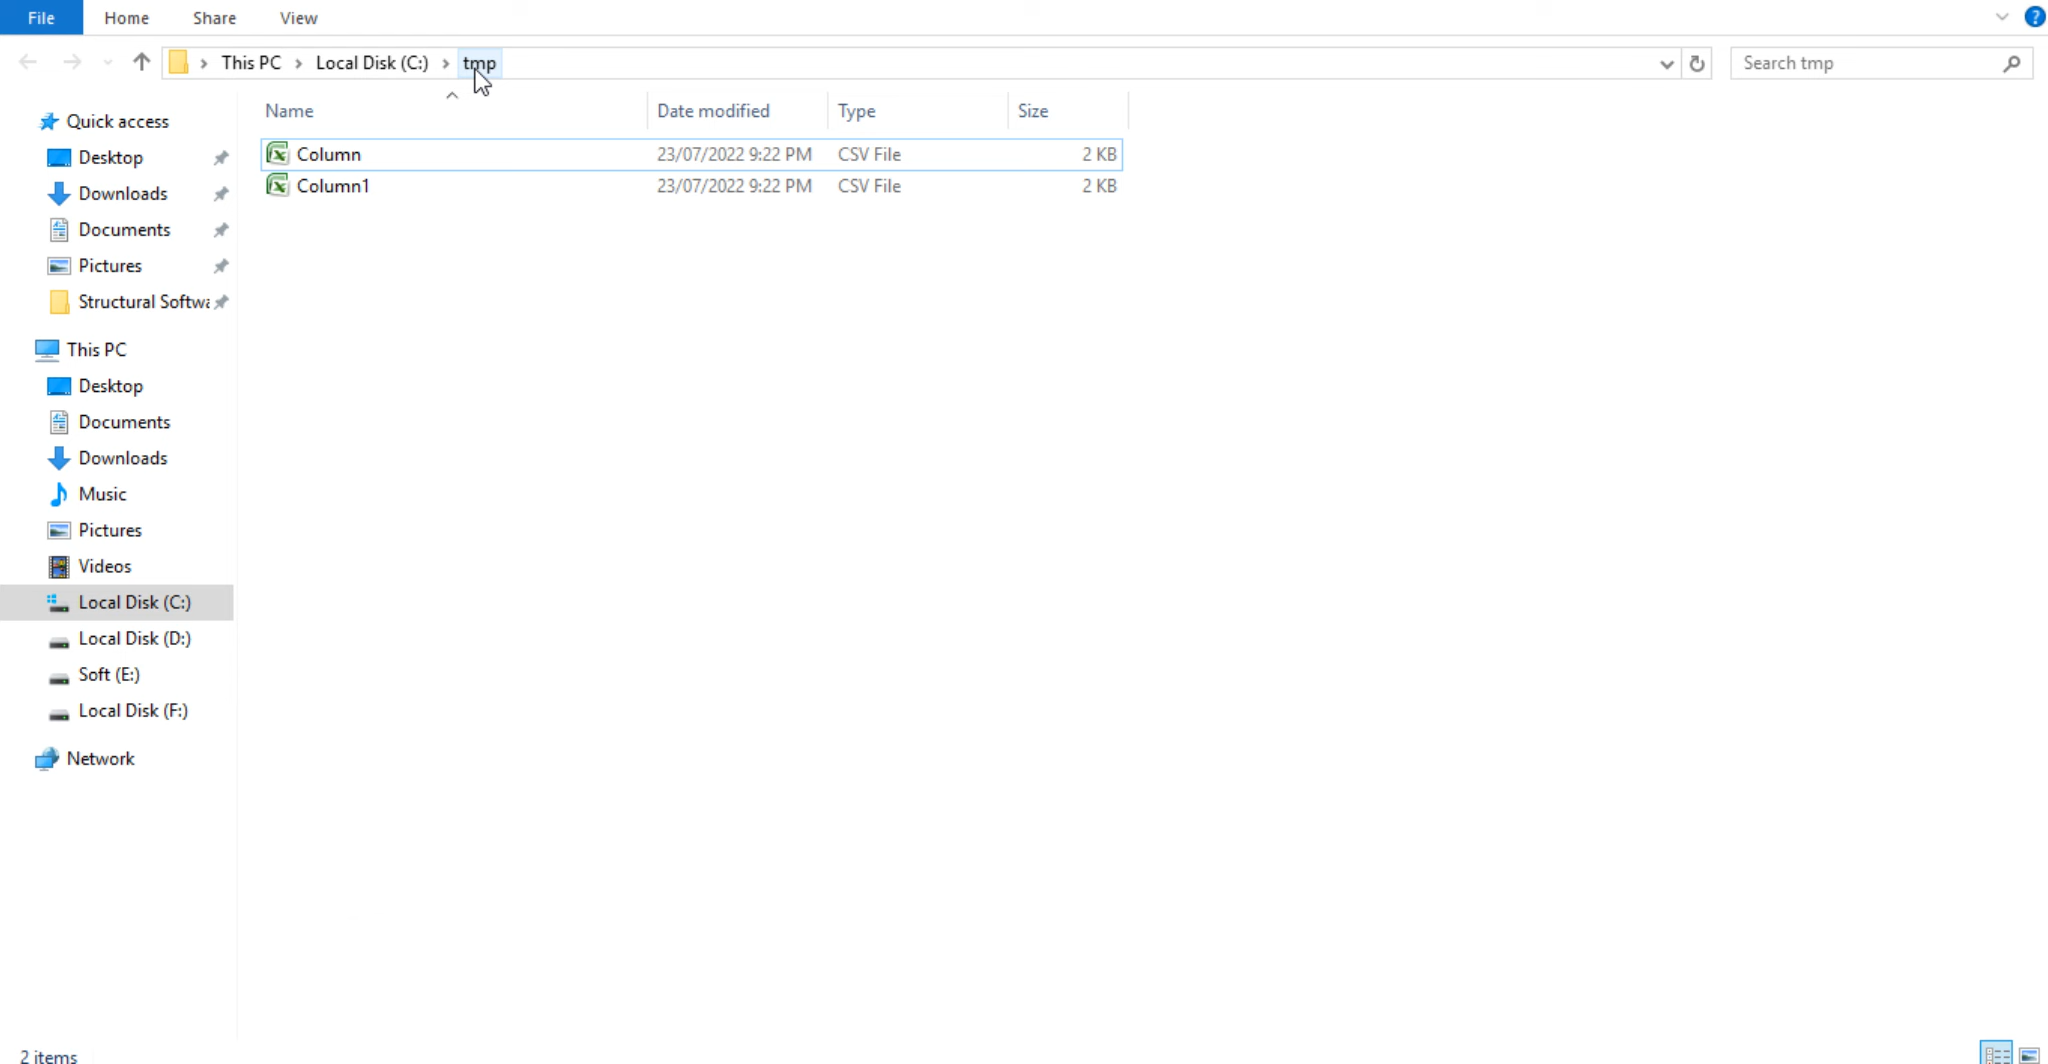 File Home Share View
This PC Local Disk (C:) tmp Search tmp
Name Date modified Type Size
Column 23/07/2022 9:22 PM CSV File 2 KB
Column1 23/07/2022 9:22 PM CSV File 2 KB
Quick access
Desktop
Downloads
Documents
Pictures
Structural Softwa
This PC
Desktop
Documents
Downloads
Music
Pictures
Videos
Local Disk (C:)
Local Disk (D:)
Soft (E:)
Local Disk (F:)
Network
2 items